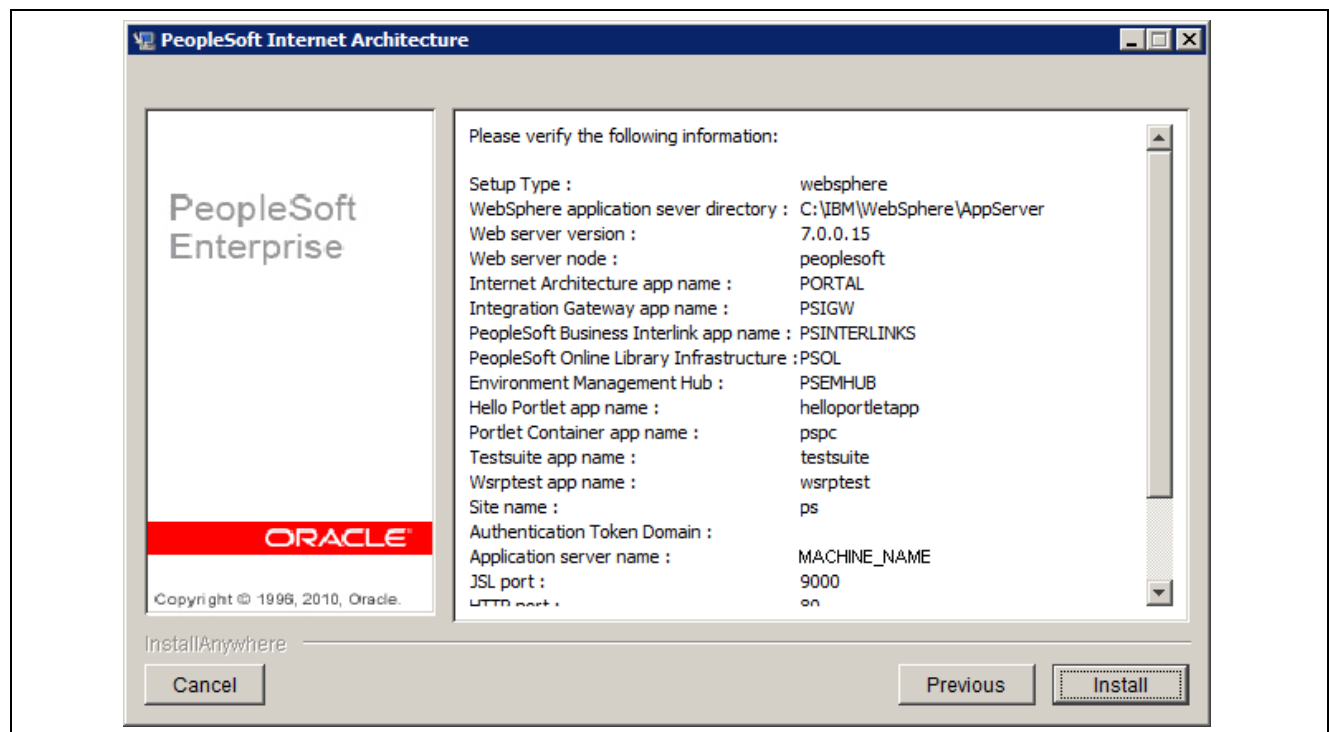 PeopleSoft Internet Architecture
PeopleSoft
Enterprise
ORACLE
Copyright © 1996, 2010, Oracle.
Please verify the following information:
Setup Type : websphere
WebSphere application sever directory : C:\IBM\WebSphere\AppServer
Web server version : 7.0.0.15
Web server node : peoplesoft
Internet Architecture app name : PORTAL
Integration Gateway app name : PSIGW
PeopleSoft Business Interlink app name : PSINTERLINKS
PeopleSoft Online Library Infrastructure :PSOL
Environment Management Hub : PSEMHUB
Hello Portlet app name : helloportletapp
Portlet Container app name : pspc
Testsuite app name : testsuite
Wsrptest app name : wsrptest
Site name : ps
Authentication Token Domain :
Application server name : MACHINE_NAME
JSL port : 9000
HTTP port : 80
InstallAnywhere
Cancel
Previous
Install